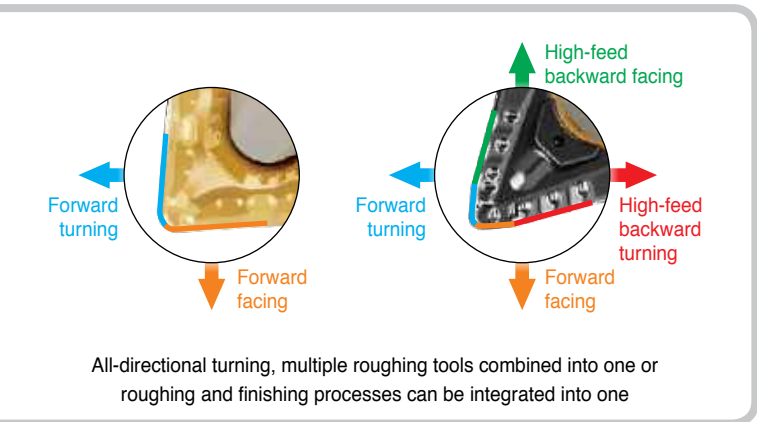 High-feed
backward facing
Forward
turning
Forward
facing
Forward
turning
High-feed
backward
turning
Forward
facing
All-directional turning, multiple roughing tools combined into one or
roughing and finishing processes can be integrated into one